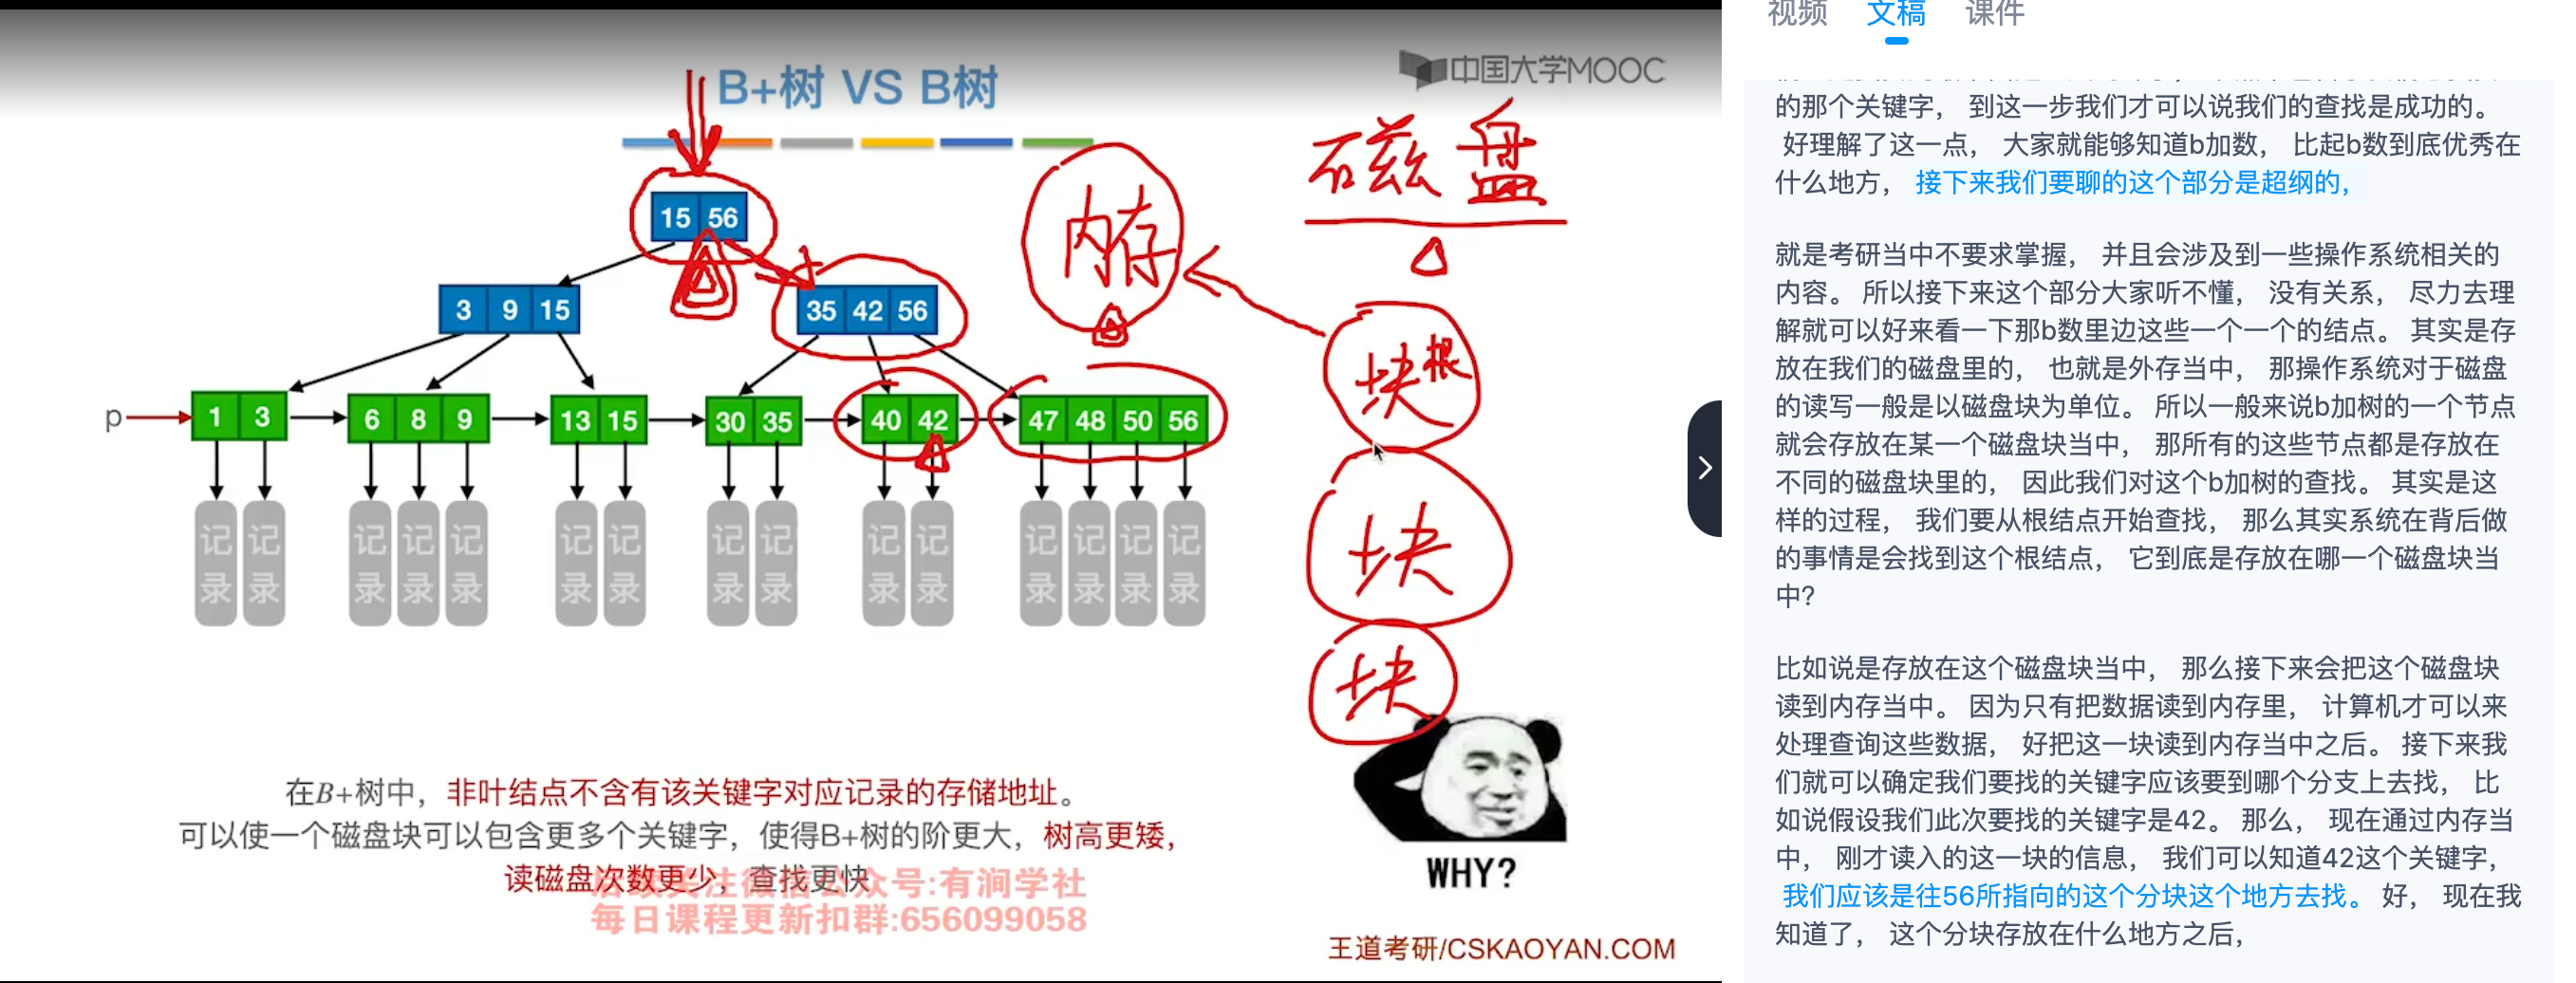 B+树 VS B树
中国大学MOOC
磁盘
内存
块根
块
块
15 56
3 9 15
35 42 56
p
1 3
6 8 9
13 15
30 35
40 42
47 48 50 56
记录 记录 记录 记录 记录 记录 记录 记录 记录 记录 记录 记录 记录 记录 记录
在B+树中，非叶结点不含有该关键字对应记录的存储地址。
可以使一个磁盘块可以包含更多个关键字，使得B+树的阶更大，树高更矮，
读磁盘次数更少，查找更快
后续关注微信公众号:有涧学社
每日课程更新扣群:656099058
WHY?
王道考研/CSKAOYAN.COM
视频 文稿 课件
的那个关键字， 到这一步我们才可以说我们的查找是成功的。
好理解了这一点， 大家就能够知道b加数， 比起b数到底优秀在
什么地方， 接下来我们要聊的这个部分是超纲的，
就是考研当中不要求掌握， 并且会涉及到一些操作系统相关的
内容。 所以接下来这个部分大家听不懂， 没有关系， 尽力去理
解就可以好来看一下那b数里边这些一个一个的结点。 其实是存
放在我们的磁盘里的， 也就是外存当中， 那操作系统对于磁盘
的读写一般是以磁盘块为单位。 所以一般来说b加树的一个节点
就会存放在某一个磁盘块当中， 那所有的这些节点都是存放在
不同的磁盘块里的， 因此我们对这个b加树的查找。 其实是这
样的过程， 我们要从根结点开始查找， 那么其实系统在背后做
的事情是会找到这个根结点， 它到底是存放在哪一个磁盘块当
中?
比如说是存放在这个磁盘块当中， 那么接下来会把这个磁盘块
读到内存当中。 因为只有把数据读到内存里， 计算机才可以来
处理查询这些数据， 好把这一块读到内存当中之后。 接下来我
们就可以确定我们要找的关键字应该要到哪个分支上去找， 比
如说假设我们此次要找的关键字是42。 那么， 现在通过内存当
中， 刚才读入的这一块的信息， 我们可以知道42这个关键字，
我们应该是往56所指向的这个分块这个地方去找。 好， 现在我
知道了， 这个分块存放在什么地方之后，